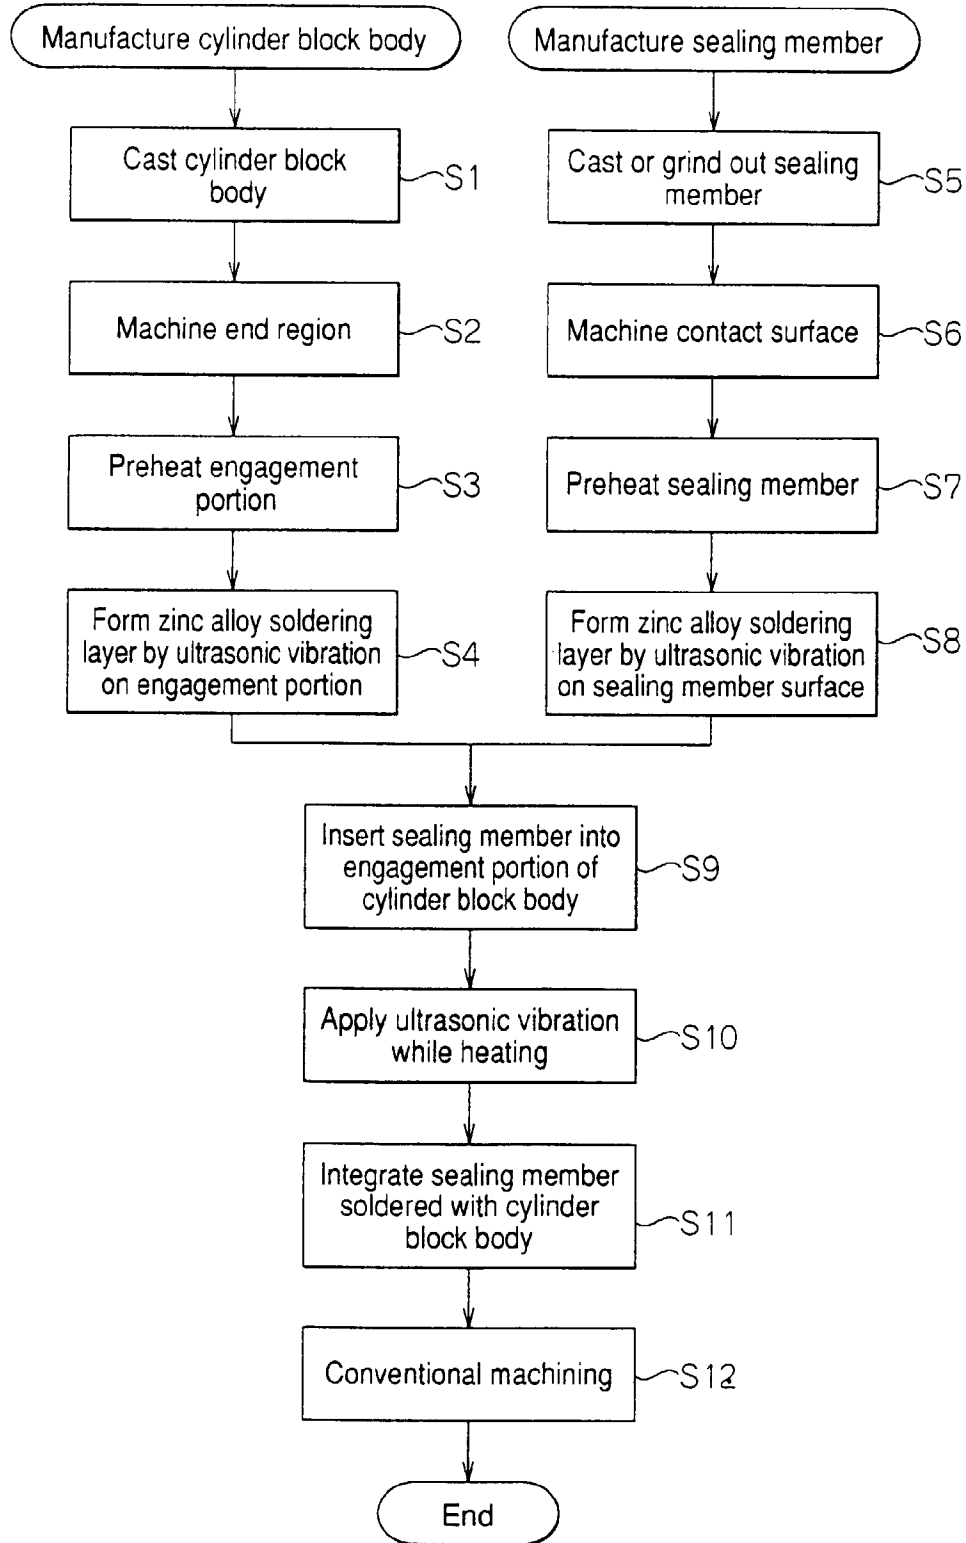 Manufacture cylinder block body
Cast cylinder block
body
S1
Machine end region
S2
Preheat engagement
portion
S3
Form zinc alloy soldering
layer by ultrasonic vibration
on engagement portion
S4
Manufacture sealing member
Cast or grind out sealing
member
S5
Machine contact surface
S6
Preheat sealing member
S7
Form zinc alloy soldering
layer by ultrasonic vibration
on sealing member surface
S8
Insert sealing member into
engagement portion of
cylinder block body
S9
Apply ultrasonic vibration
while heating
S10
Integrate sealing member
soldered with cylinder
block body
S11
Conventional machining
S12
End